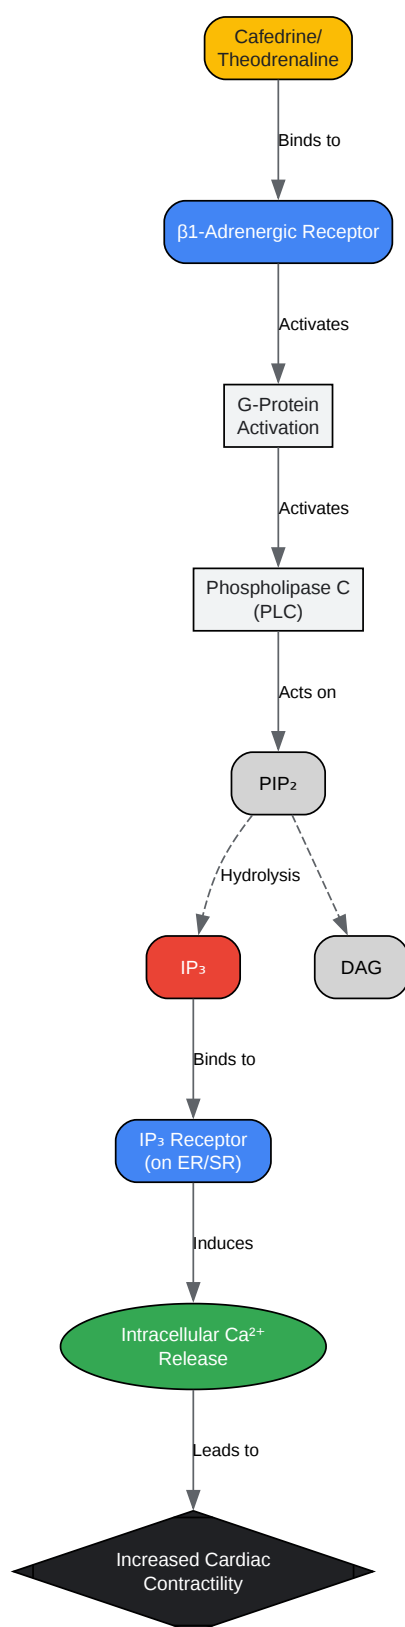 Cafedrine/
Theodrenaline
Binds to
β1-Adrenergic Receptor
Activates
G-Protein
Activation
Activates
Phospholipase C
(PLC)
Acts on
PIP₂
Hydrolysis
IP₃
DAG
Binds to
IP₃ Receptor
(on ER/SR)
Induces
Intracellular Ca²⁺
Release
Leads to
Increased Cardiac
Contractility